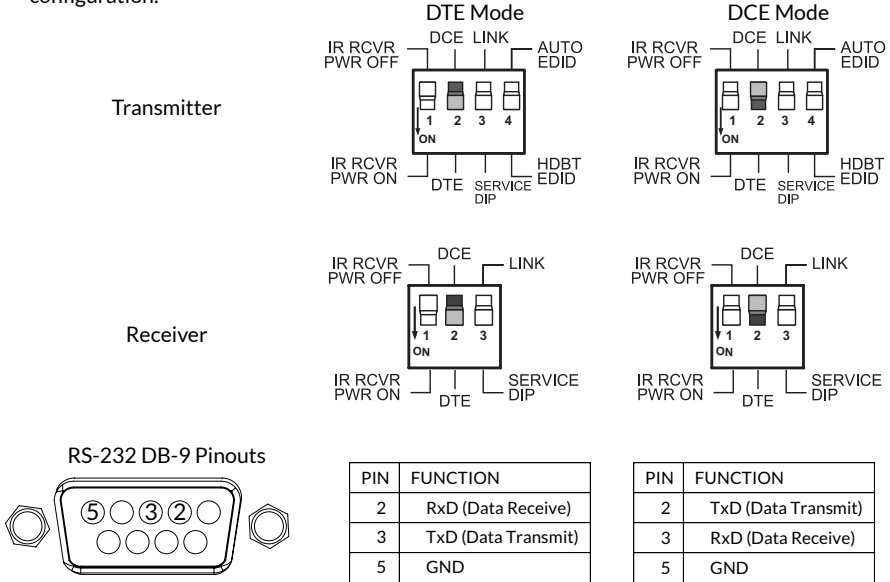 configuration.
DTE Mode
DCE Mode
Transmitter
IR RCVR
PWR OFF
DCE LINK
AUTO
EDID
1 2 3 4
ON
IR RCVR
PWR ON
DTE
SERVICE
DIP
HDBT
EDID
IR RCVR
PWR OFF
DCE LINK
AUTO
EDID
1 2 3 4
ON
IR RCVR
PWR ON
DTE
SERVICE
DIP
HDBT
EDID
Receiver
IR RCVR
PWR OFF
DCE
LINK
1 2 3
ON
IR RCVR
PWR ON
DTE
SERVICE
DIP
IR RCVR
PWR OFF
DCE
LINK
1 2 3
ON
IR RCVR
PWR ON
DTE
SERVICE
DIP
RS-232 DB-9 Pinouts
5 3 2
PIN FUNCTION
2 RxD (Data Receive)
3 TxD (Data Transmit)
5 GND
PIN FUNCTION
2 TxD (Data Transmit)
3 RxD (Data Receive)
5 GND